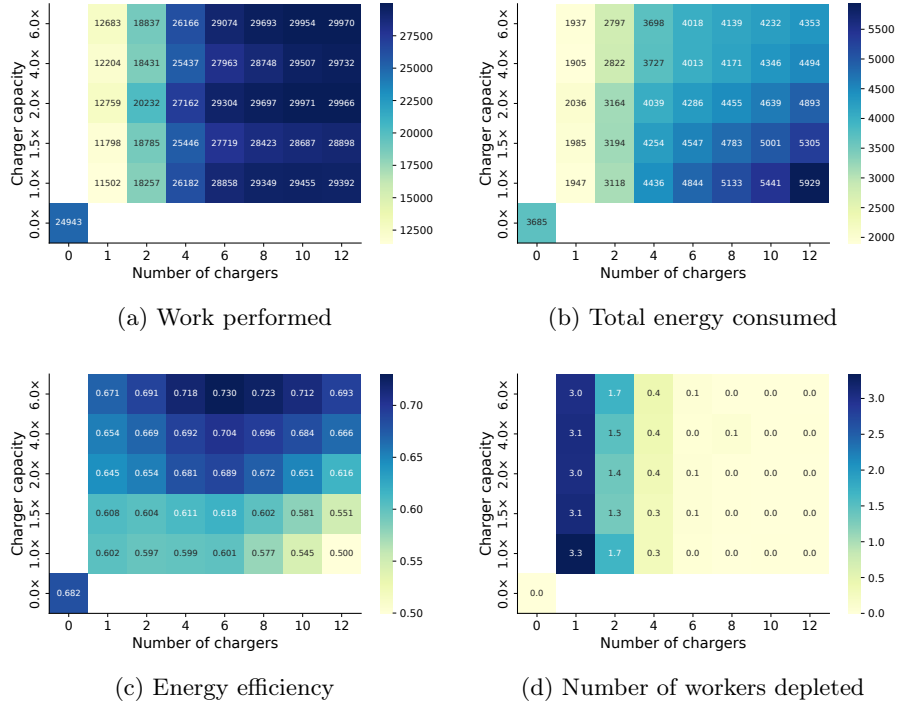 6.0× 12683 18837 26166 29074 29693 29954 29970
4.0× 12204 18431 25437 27963 28748 29507 29732
2.0× 12759 20232 27162 29304 29697 29971 29966
1.5× 11798 18785 25446 27719 28423 28687 28898
1.0× 11502 18257 26182 28858 29349 29455 29392
0.0× 24943
Charger capacity
0 1 2 4 6 8 10 12
Number of chargers
27500
25000
22500
20000
17500
15000
12500
(a) Work performed
6.0× 1937 2797 3698 4018 4139 4232 4353
4.0× 1905 2822 3727 4013 4171 4346 4494
2.0× 2036 3164 4039 4286 4455 4639 4893
1.5× 1985 3194 4254 4547 4783 5001 5305
1.0× 1947 3118 4436 4844 5133 5441 5929
0.0× 3685
Charger capacity
0 1 2 4 6 8 10 12
Number of chargers
5500
5000
4500
4000
3500
3000
2500
2000
(b) Total energy consumed
6.0× 0.671 0.691 0.718 0.730 0.723 0.712 0.693
4.0× 0.654 0.669 0.692 0.704 0.696 0.684 0.666
2.0× 0.645 0.654 0.681 0.689 0.672 0.651 0.616
1.5× 0.608 0.604 0.611 0.618 0.602 0.581 0.551
1.0× 0.602 0.597 0.599 0.601 0.577 0.545 0.500
0.0× 0.682
Charger capacity
0 1 2 4 6 8 10 12
Number of chargers
0.70
0.65
0.60
0.55
0.50
(c) Energy efficiency
6.0× 3.0 1.7 0.4 0.1 0.0 0.0 0.0
4.0× 3.1 1.5 0.4 0.0 0.1 0.0 0.0
2.0× 3.0 1.4 0.4 0.1 0.0 0.0 0.0
1.5× 3.1 1.3 0.3 0.1 0.0 0.0 0.0
1.0× 3.3 1.7 0.3 0.0 0.0 0.0 0.0
0.0× 0.0
Charger capacity
0 1 2 4 6 8 10 12
Number of chargers
3.0
2.5
2.0
1.5
1.0
0.5
0.0
(d) Number of workers depleted